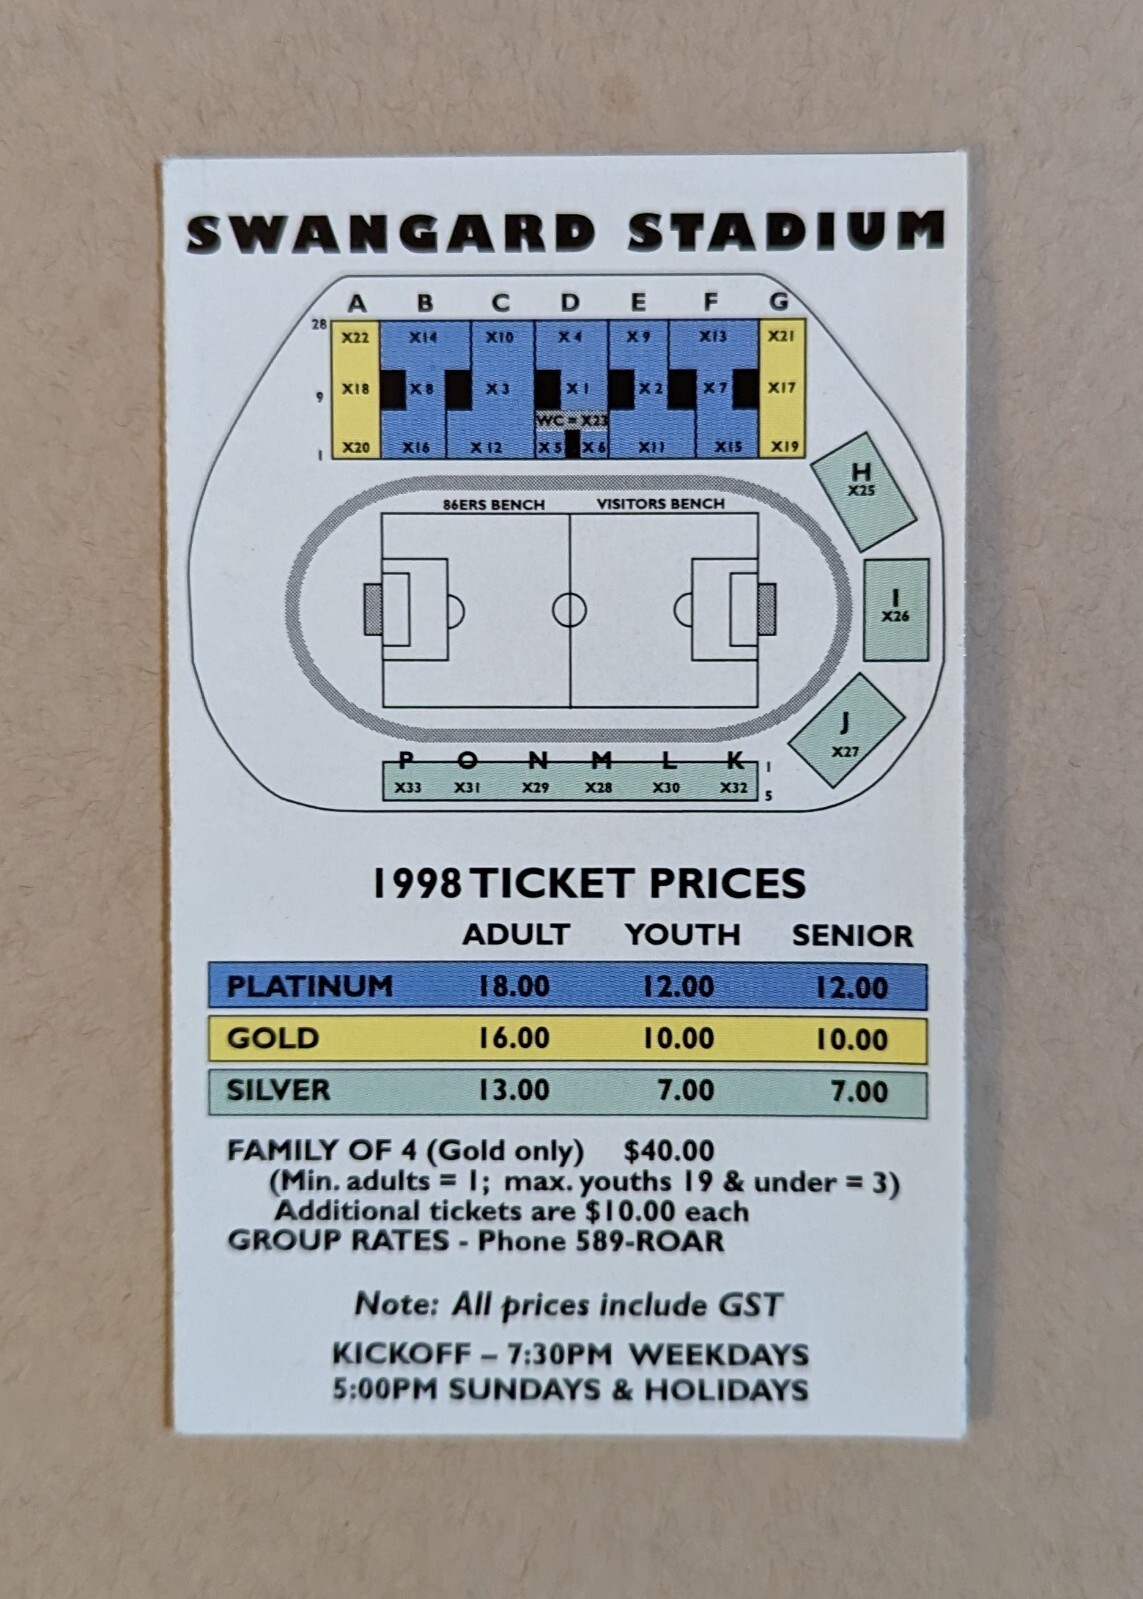 SWANGARD STADIUM
A B C D E F G
28 X22 X14 X10 X4 X9 X13 X21
9 X18 X8 X3 X1 X2 X7 X17
WC = X23
1 X20 X16 X12 X5 X6 X11 X15 X19
H
X25
86ERS BENCH VISITORS BENCH
I
X26
J
X27
P O N M L K 1
X33 X31 X29 X28 X30 X32 5
1998 TICKET PRICES
ADULT YOUTH SENIOR
PLATINUM 18.00 12.00 12.00
GOLD 16.00 10.00 10.00
SILVER 13.00 7.00 7.00
FAMILY OF 4 (Gold only) $40.00
(Min. adults = 1; max. youths 19 & under = 3)
Additional tickets are $10.00 each
GROUP RATES - Phone 589-ROAR
Note: All prices include GST
KICKOFF – 7:30PM WEEKDAYS
5:00PM SUNDAYS & HOLIDAYS